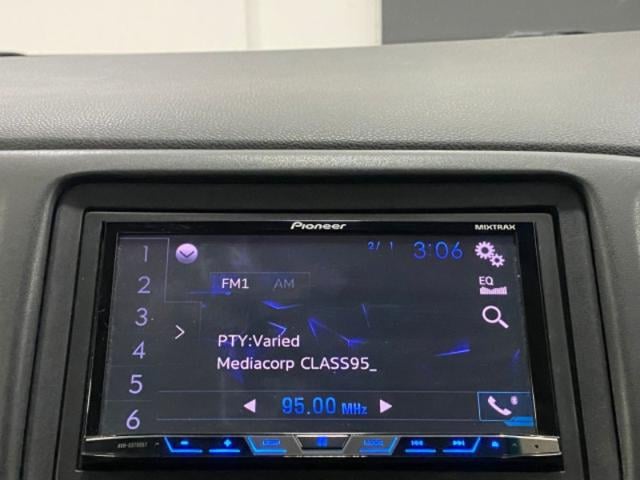 Pioneer MIXTRAX
2/ 1 3:06
1
2
3
4
5
6
FM1 AM
EQ
PTY:Varied
Mediacorp CLASS95_
95.00 MHz